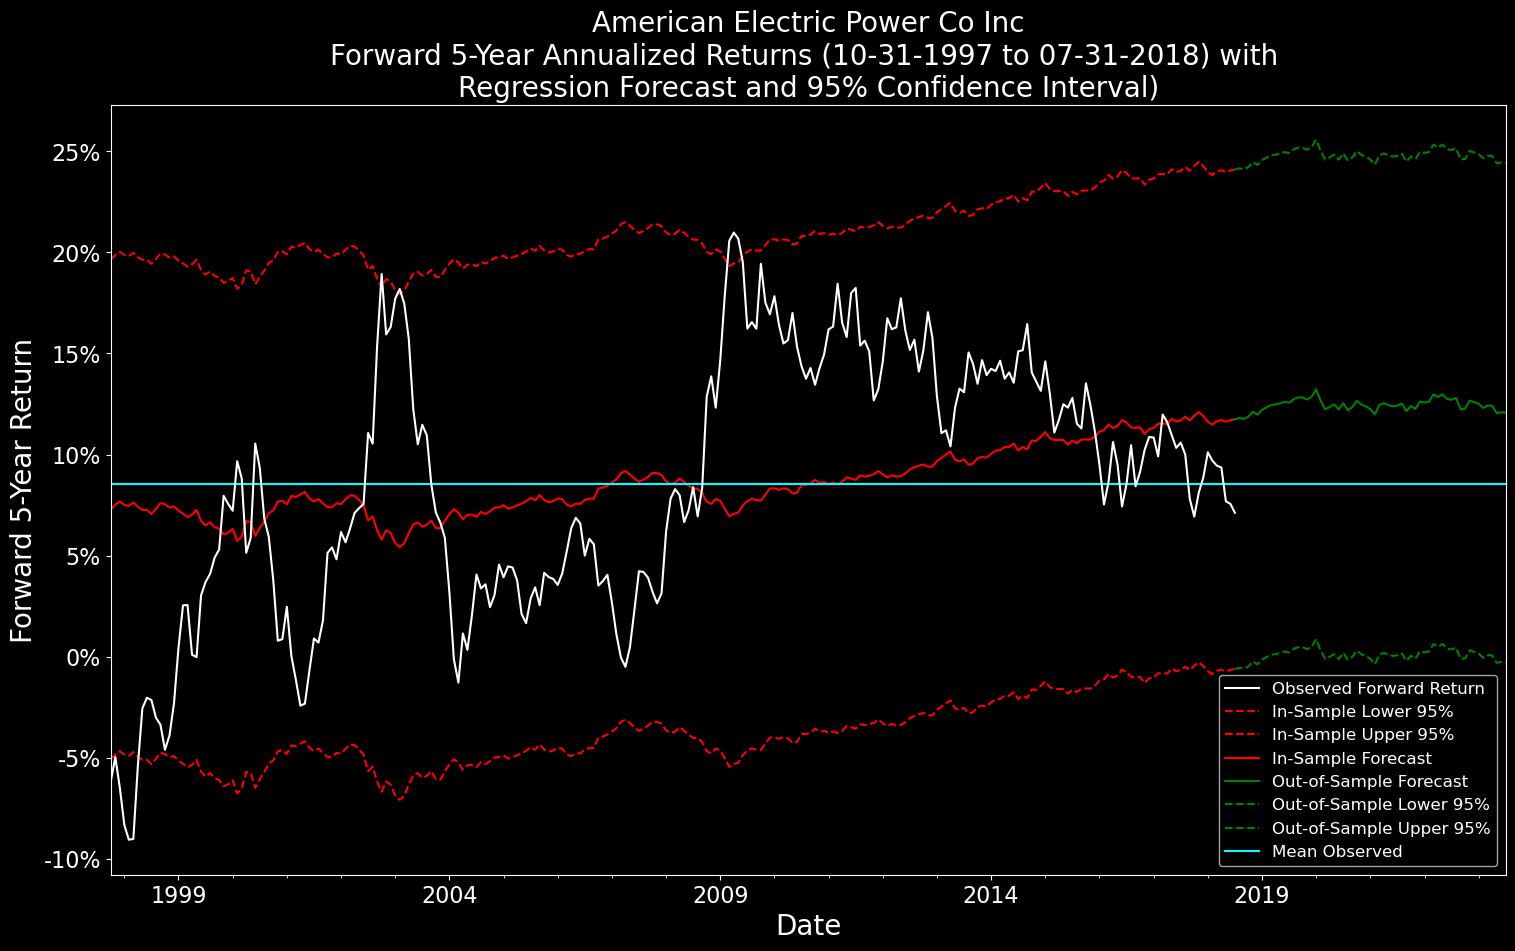 American Electric Power Co Inc
Forward 5-Year Annualized Returns (10-31-1997 to 07-31-2018) with
Regression Forecast and 95% Confidence Interval)
Forward 5-Year Return
25%
20%
15%
10%
5%
0%
-5%
-10%
1999
2004
2009
2014
2019
Date
Observed Forward Return
In-Sample Lower 95%
In-Sample Upper 95%
In-Sample Forecast
Out-of-Sample Forecast
Out-of-Sample Lower 95%
Out-of-Sample Upper 95%
Mean Observed